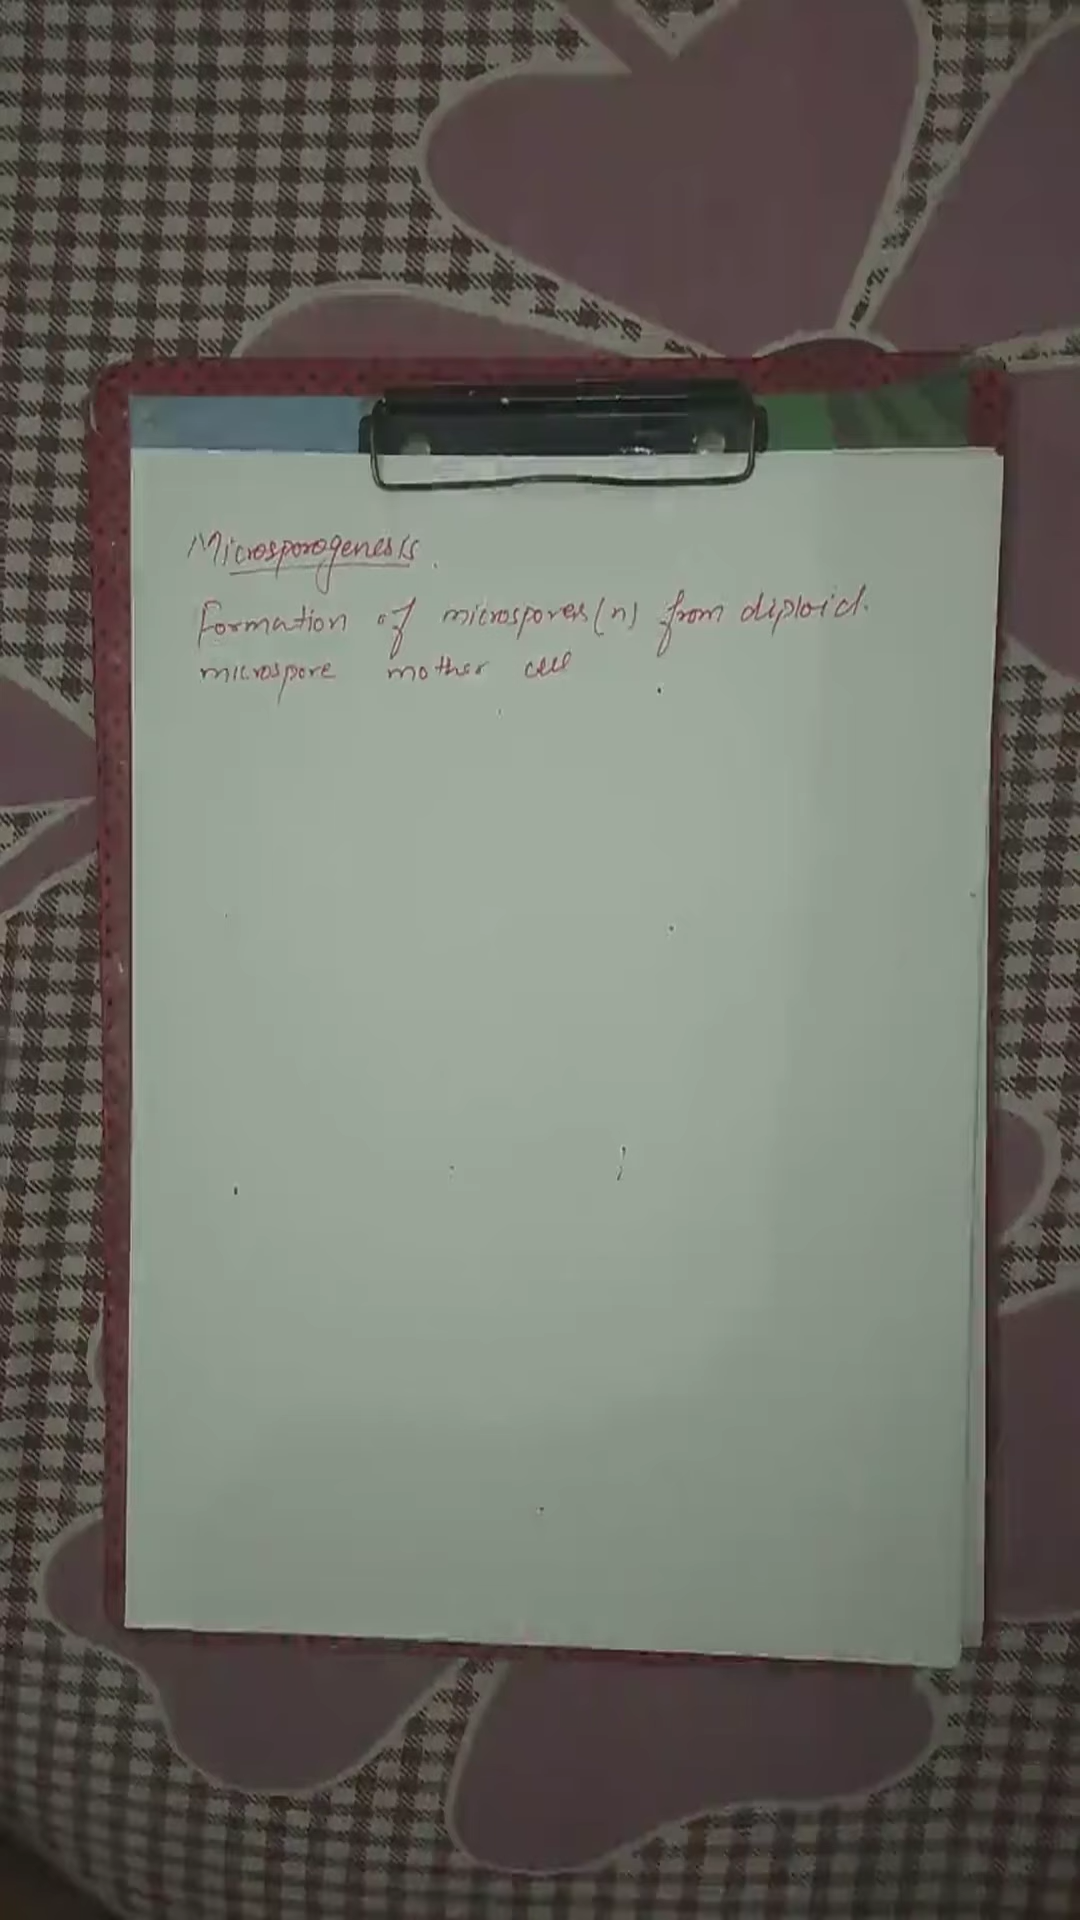 Microsporogenesis.
Formation of microspores (n) from diploid.
microspore mother cell